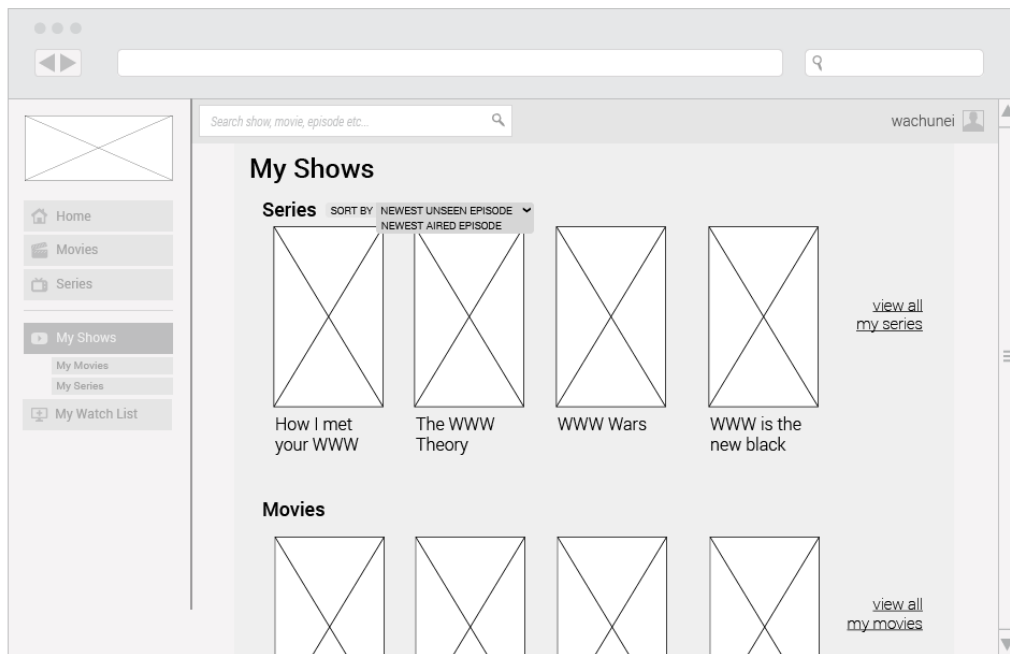 Search show, movie, episode etc...
wachunei
Home
Movies
Series
My Shows
My Movies
My Series
My Watch List
My Shows
Series SORT BY NEWEST UNSEEN EPISODE
NEWEST AIRED EPISODE
How I met
your WWW
The WWW
Theory
WWW Wars
WWW is the
new black
view all
my series
Movies
view all
my movies